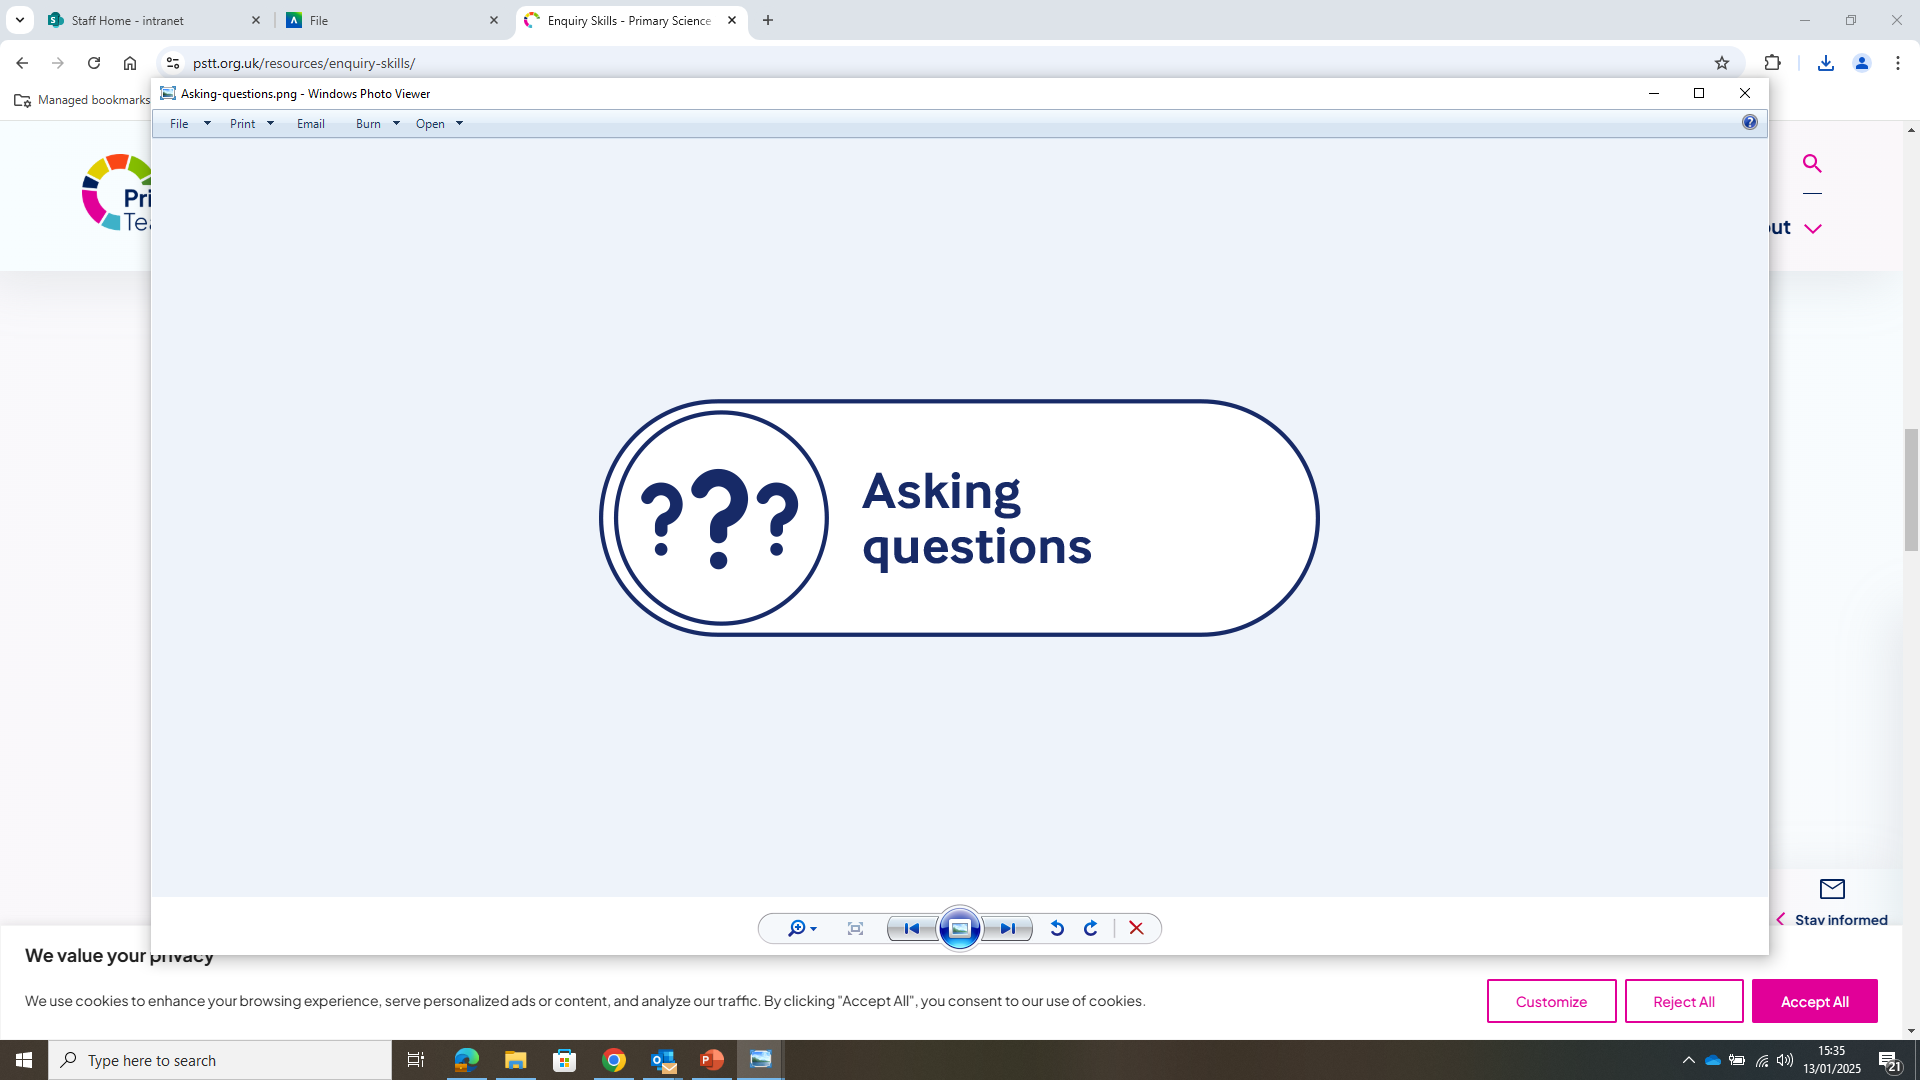 Staff Home - intranet
File
Enquiry Skills - Primary Science
pstt.org.uk/resources/enquiry-skills/
Managed bookmarks
Asking-questions.png - Windows Photo Viewer
File Print Email Burn Open
Pri
Tea
out
???
Asking
questions
Stay informed
We value your privacy
We use cookies to enhance your browsing experience, serve personalized ads or content, and analyze our traffic. By clicking "Accept All", you consent to our use of cookies.
Customize Reject All Accept All
Type here to search
15:35
13/01/2025
21